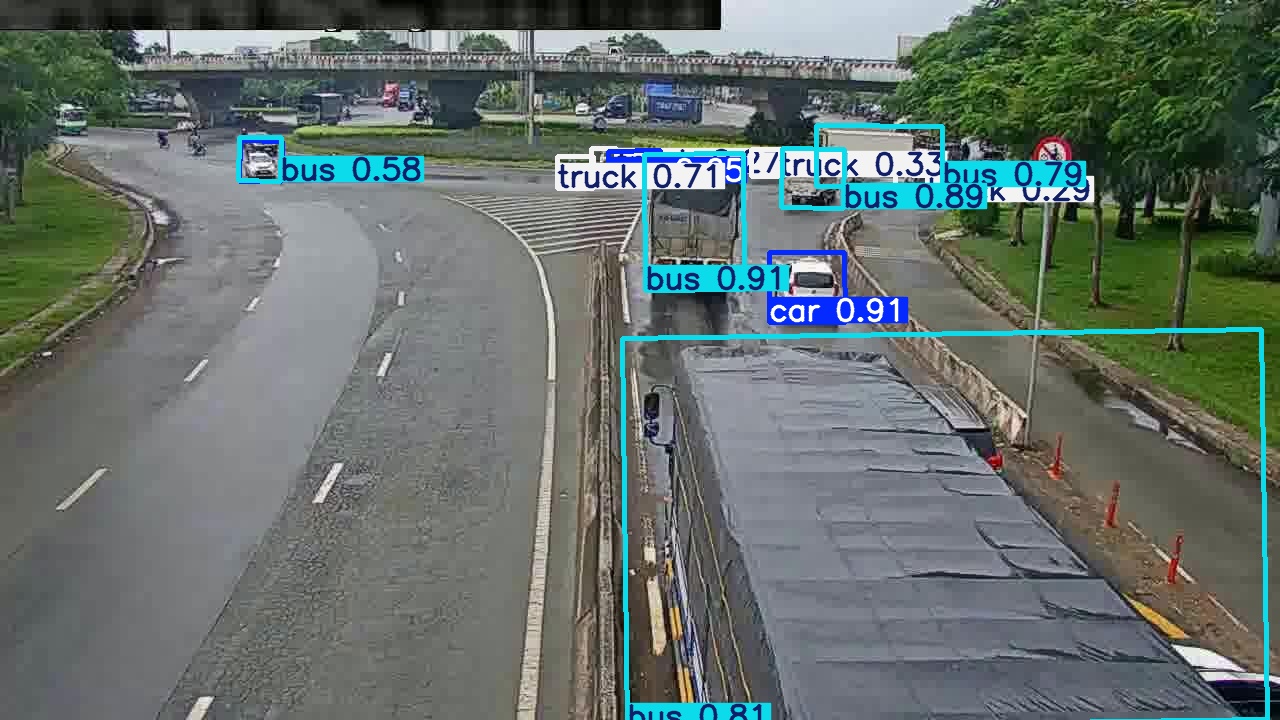 bus 0.58
truck 0.71
truck 0.33
bus 0.79
bus 0.89
k 0.29
bus 0.91
car 0.91
bus 0.81